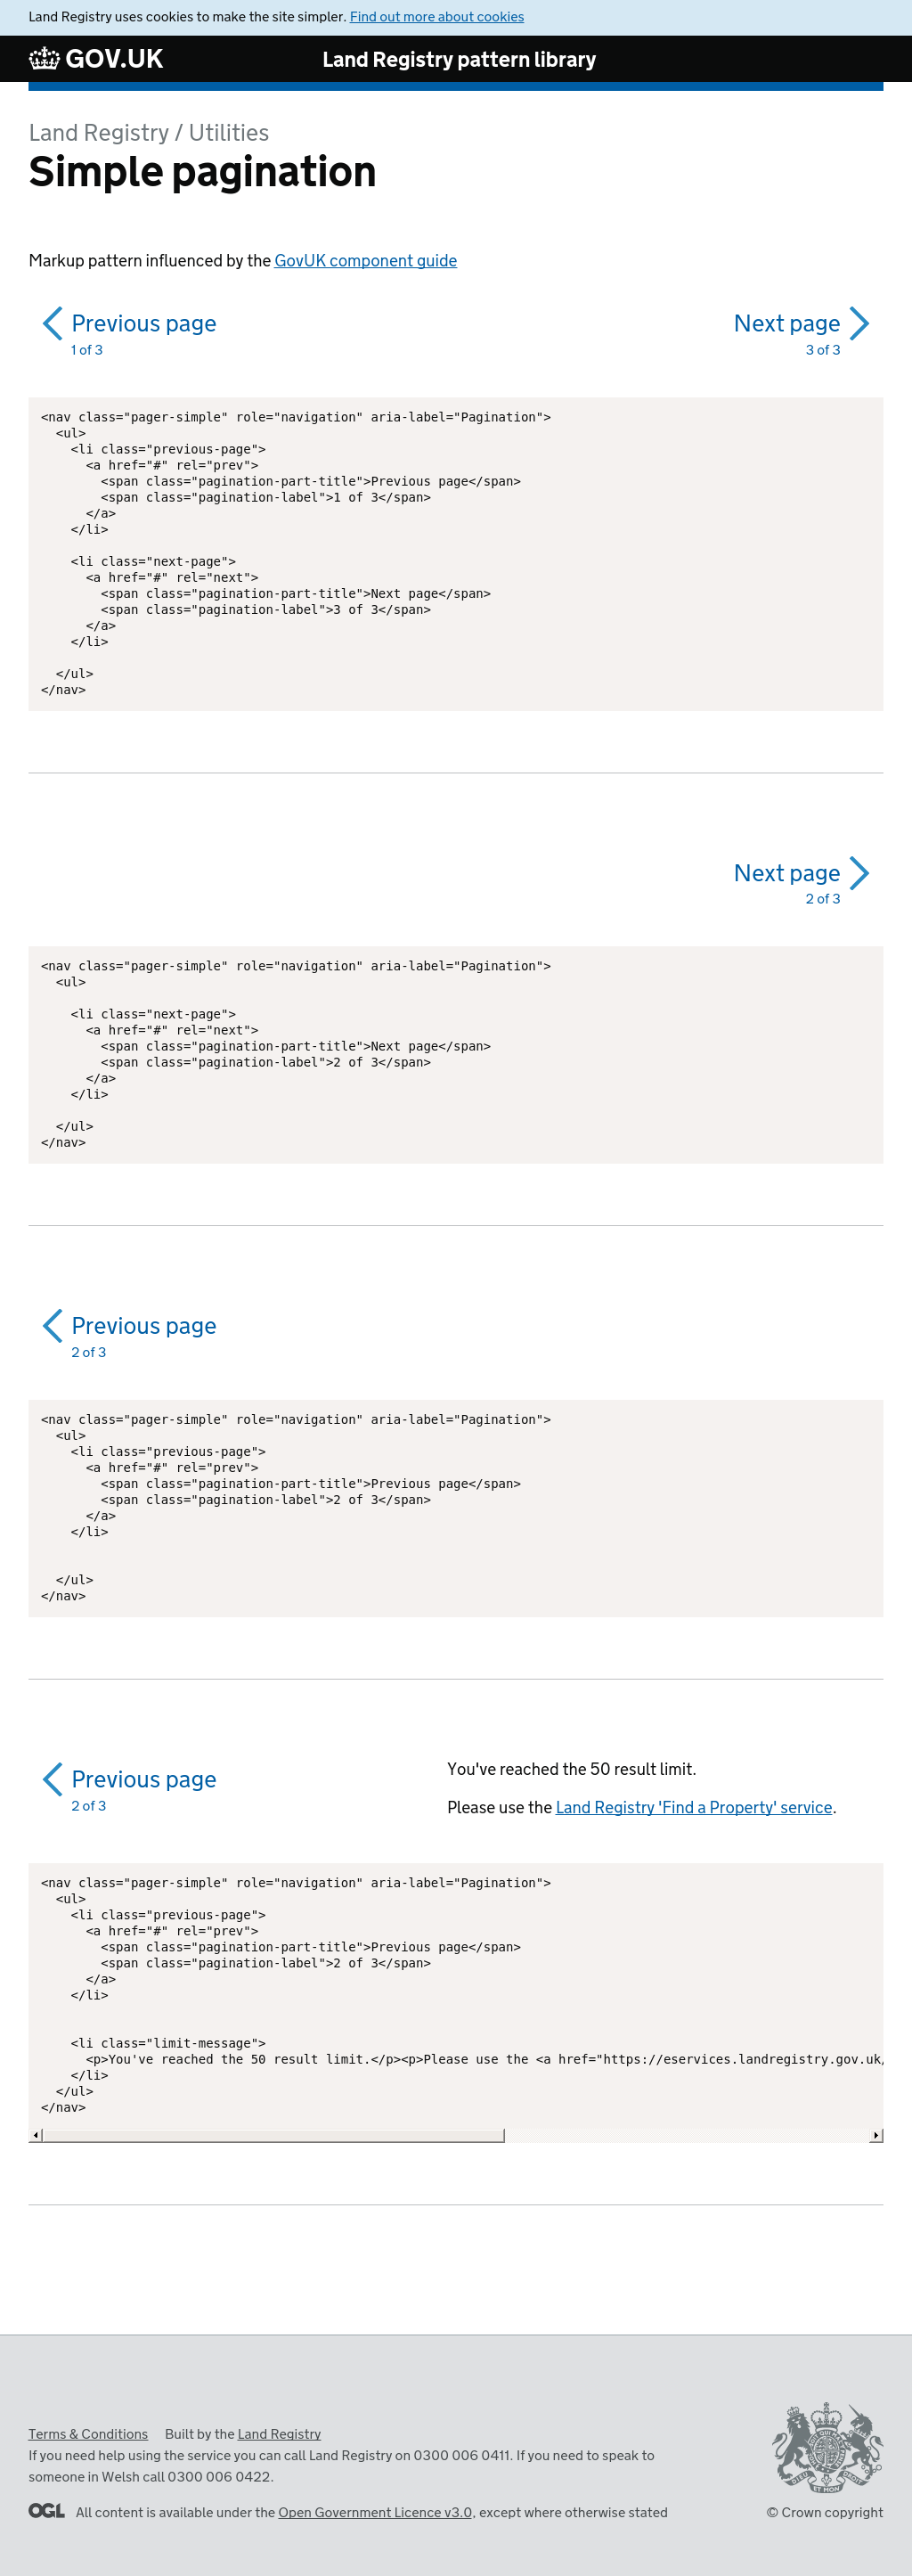 Land Registry uses cookies to make the site simpler. Find out more about cookies
GOV.UK
Land Registry pattern library
Land Registry / Utilities
Simple pagination
Markup pattern influenced by the GovUK component guide
Previous page
1 of 3
Next page
3 of 3
<nav class="pager-simple" role="navigation" aria-label="Pagination">
  <ul>
    <li class="previous-page">
      <a href="#" rel="prev">
        <span class="pagination-part-title">Previous page</span>
        <span class="pagination-label">1 of 3</span>
      </a>
    </li>
    <li class="next-page">
      <a href="#" rel="next">
        <span class="pagination-part-title">Next page</span>
        <span class="pagination-label">3 of 3</span>
      </a>
    </li>
  </ul>
</nav>
Next page
2 of 3
<nav class="pager-simple" role="navigation" aria-label="Pagination">
  <ul>
    <li class="next-page">
      <a href="#" rel="next">
        <span class="pagination-part-title">Next page</span>
        <span class="pagination-label">2 of 3</span>
      </a>
    </li>
  </ul>
</nav>
Previous page
2 of 3
<nav class="pager-simple" role="navigation" aria-label="Pagination">
  <ul>
    <li class="previous-page">
      <a href="#" rel="prev">
        <span class="pagination-part-title">Previous page</span>
        <span class="pagination-label">2 of 3</span>
      </a>
    </li>
  </ul>
</nav>
Previous page
2 of 3
You've reached the 50 result limit.
Please use the Land Registry 'Find a Property' service.
<nav class="pager-simple" role="navigation" aria-label="Pagination">
  <ul>
    <li class="previous-page">
      <a href="#" rel="prev">
        <span class="pagination-part-title">Previous page</span>
        <span class="pagination-label">2 of 3</span>
      </a>
    </li>
    <li class="limit-message">
      <p>You've reached the 50 result limit.</p><p>Please use the <a href="https://eservices.landregistry.gov.uk/
    </li>
  </ul>
</nav>
Terms & Conditions Built by the Land Registry
If you need help using the service you can call Land Registry on 0300 006 0411. If you need to speak to
someone in Welsh call 0300 006 0422.
OGL All content is available under the Open Government Licence v3.0, except where otherwise stated
DIEU ET MON DROIT
© Crown copyright